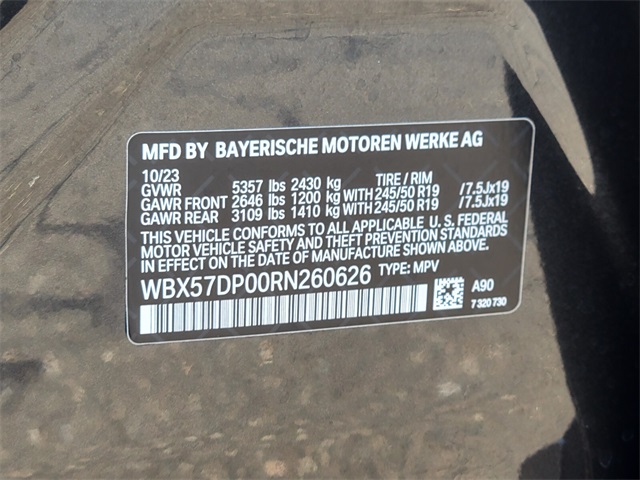 MFD BY BAYERISCHE MOTOREN WERKE AG
10/23
GVWR 5357 lbs 2430 kg TIRE / RIM
GAWR FRONT 2646 lbs 1200 kg WITH 245/50 R19 /7.5Jx19
GAWR REAR 3109 lbs 1410 kg WITH 245/50 R19 /7.5Jx19
THIS VEHICLE CONFORMS TO ALL APPLICABLE U. S. FEDERAL
MOTOR VEHICLE SAFETY AND THEFT PREVENTION STANDARDS
IN EFFECT ON THE DATE OF MANUFACTURE SHOWN ABOVE.
WBX57DP00RN260626 TYPE: MPV
A90
7 320 730